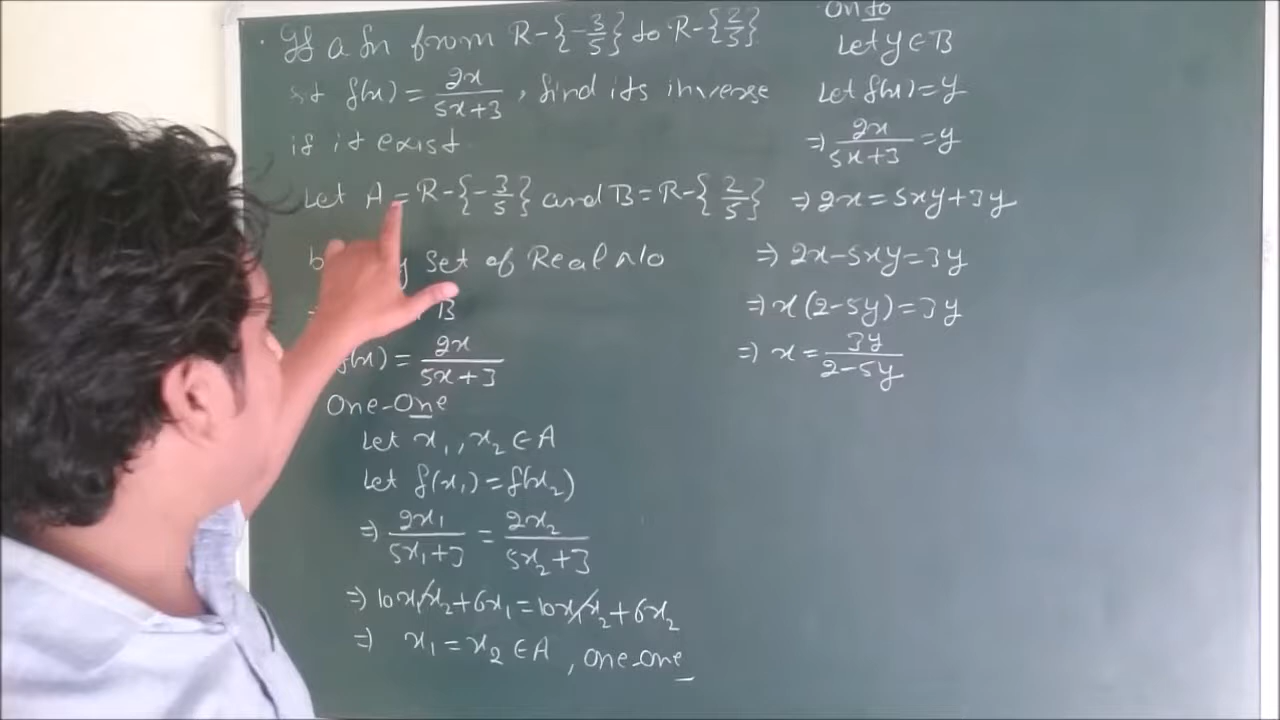 If a fn from R-{-3/5} to R-{2/5}
s.t f(x) = 2x/5x+3, find its inverse
if it exist
Let A = R-{-3/5} and B = R-{2/5}
set of Real no
B
f(x) = 2x/5x+3
One-One
Let x₁, x₂ ∈ A
Let f(x₁) = f(x₂)
⇒ 2x₁/5x₁+3 = 2x₂/5x₂+3
⇒ 10x₁x₂+6x₁ = 10x₁x₂+6x₂
⇒ x₁ = x₂ ∈ A, One-One
Onto
Let y ∈ B
Let f(x) = y
⇒ 2x/5x+3 = y
⇒ 2x = 5xy+3y
⇒ 2x-5xy = 3y
⇒ x(2-5y) = 3y
⇒ x = 3y/2-5y